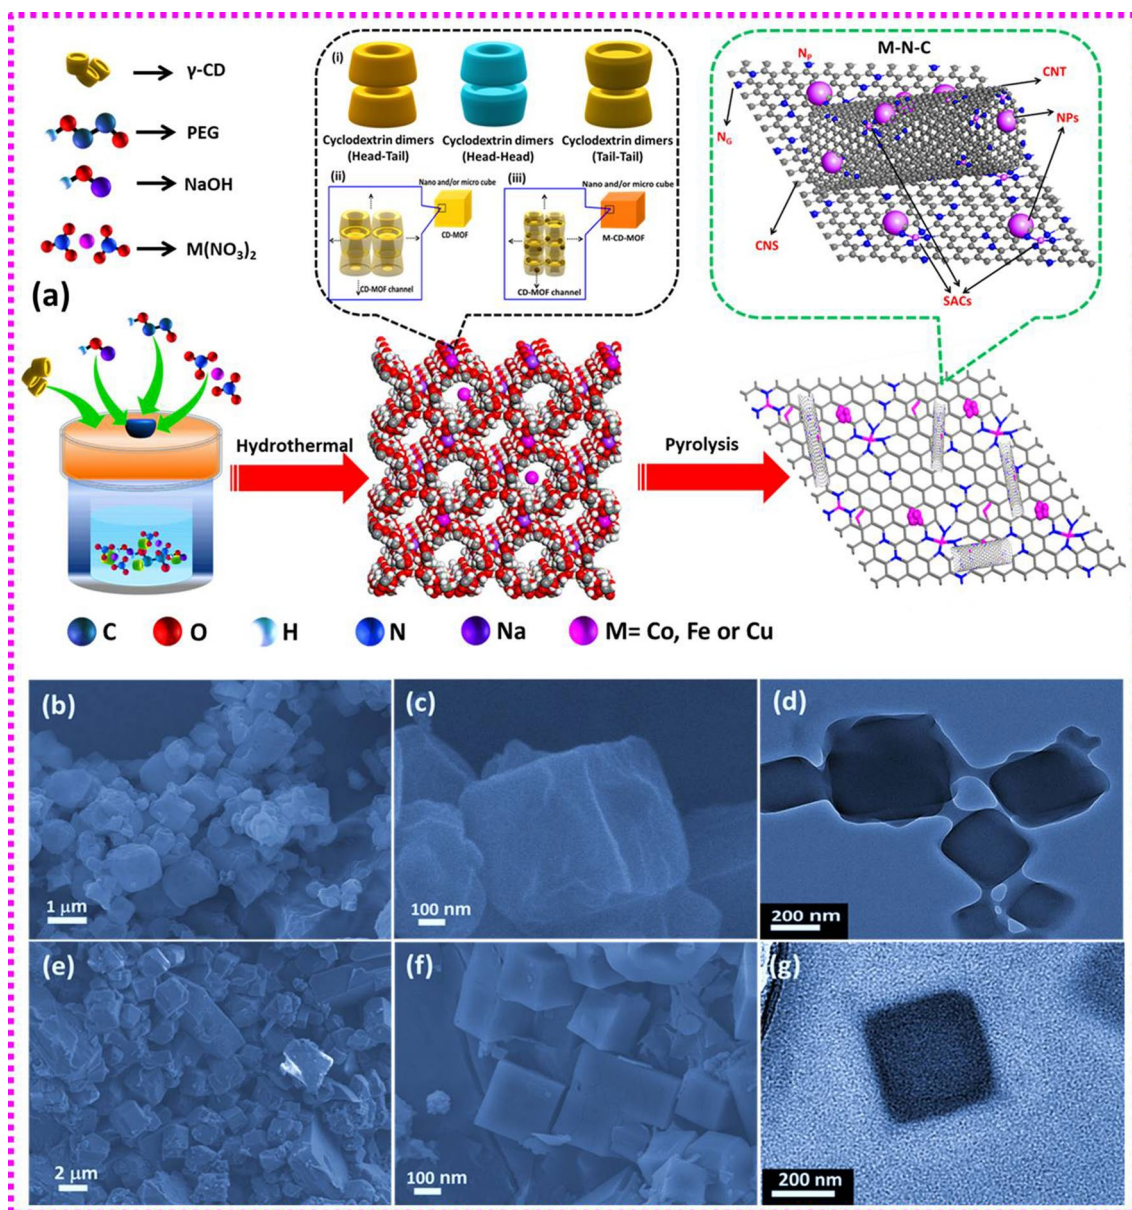 γ-CD
PEG
NaOH
M(NO₃)₂
(i)
Cyclodextrin dimers
(Head-Tail)
Cyclodextrin dimers
(Head-Head)
Cyclodextrin dimers
(Tail-Tail)
(ii)
Nano and/or micro cube
CD-MOF
CD-MOF channel
(iii)
Nano and/or micro cube
M-CD-MOF
CD-MOF channel
M-N-C
N_P
CNT
NPs
N_G
CNS
SACs
(a)
Hydrothermal
Pyrolysis
C
O
H
N
Na
M= Co, Fe or Cu
(b)
1 μm
(c)
100 nm
(d)
200 nm
(e)
2 μm
(f)
100 nm
(g)
200 nm